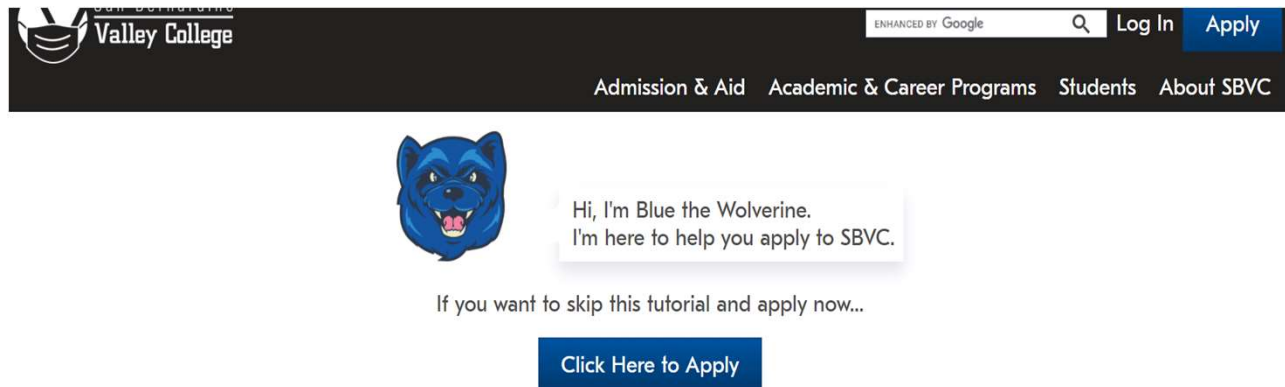 Valley College
ENHANCED BY Google
Log In
Apply
Admission & Aid Academic & Career Programs Students About SBVC
Hi, I'm Blue the Wolverine.
I'm here to help you apply to SBVC.
If you want to skip this tutorial and apply now...
Click Here to Apply